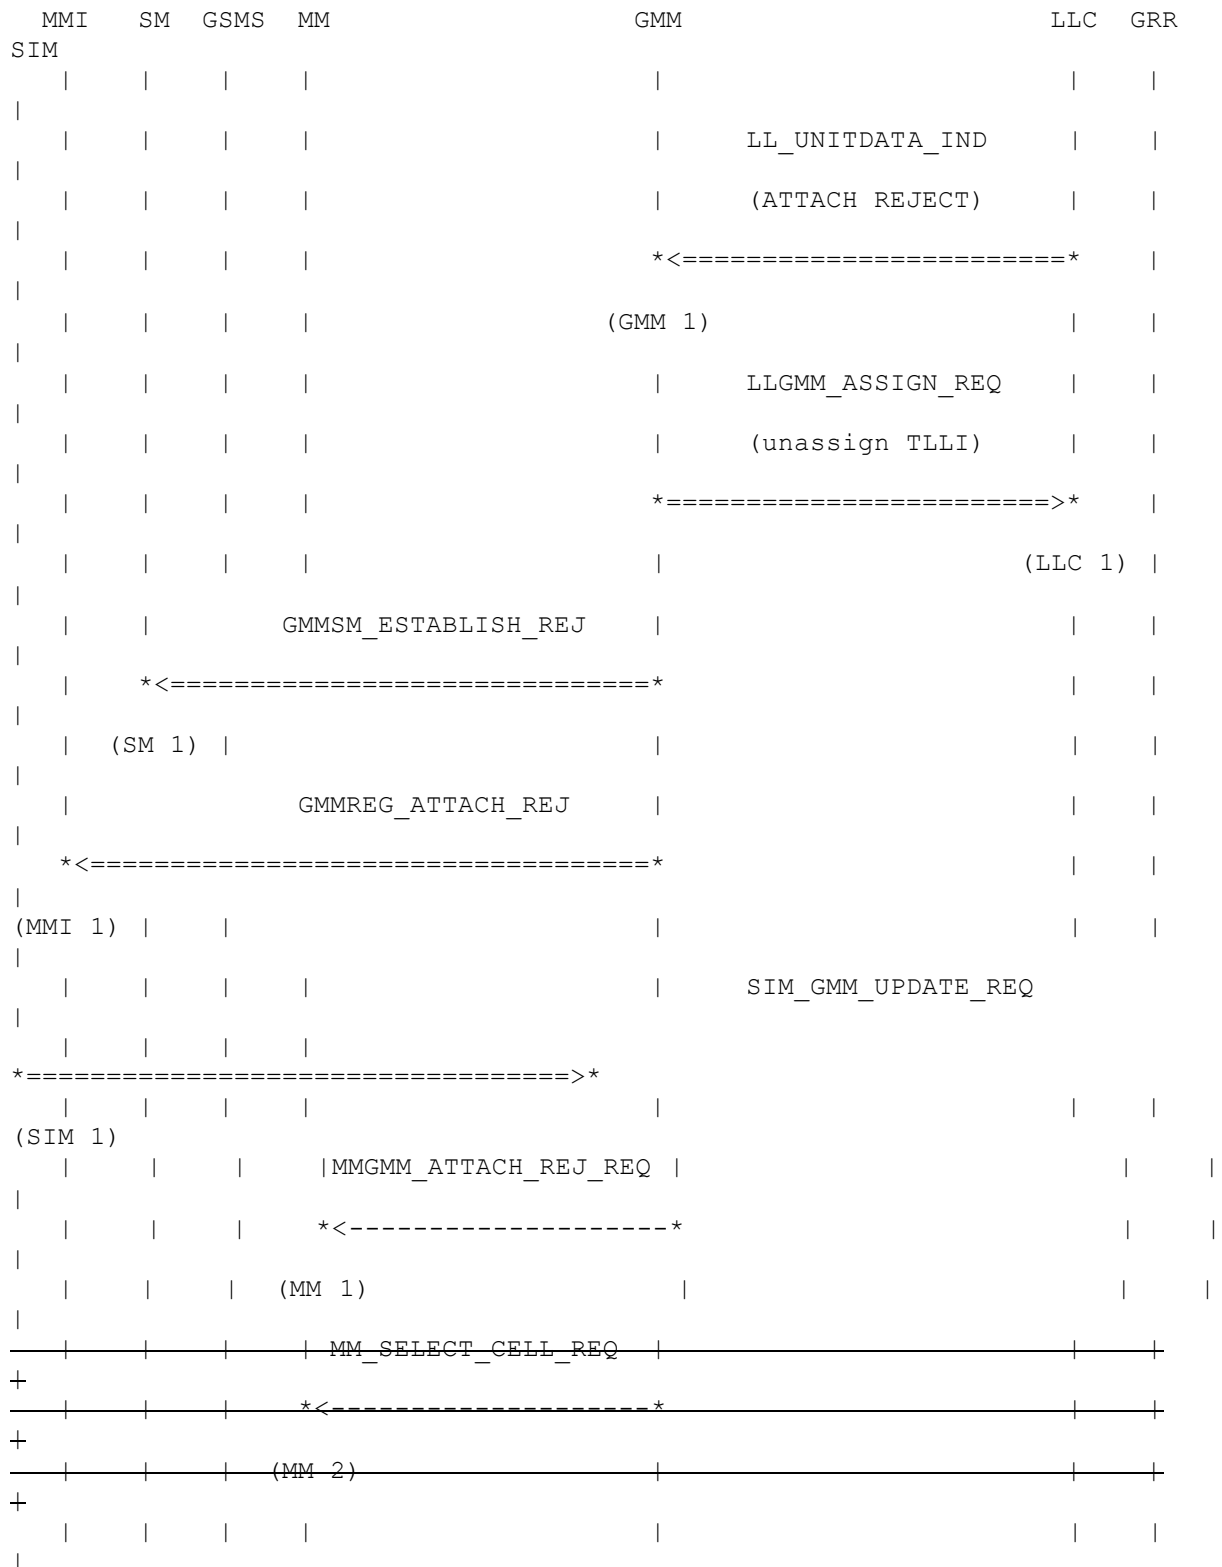 MMI SM GSMS MM GMM LLC GRR
SIM
| | | | | | |
|
| | | | | LL_UNITDATA_IND | |
|
| | | | | (ATTACH REJECT) | |
|
| | | | *<========================* |
|
| | | | (GMM 1) | |
|
| | | | | LLGMM_ASSIGN_REQ | |
|
| | | | | (unassign TLLI) | |
|
| | | | *========================>* |
|
| | | | | (LLC 1) |
|
| | GMMSM_ESTABLISH_REJ | | |
|
| *<==============================* | |
|
| (SM 1) | | | |
|
| GMMREG_ATTACH_REJ | | |
|
*<===================================* | |
|
(MMI 1) | | | | |
|
| | | | | SIM_GMM_UPDATE_REQ
|
| | | |
*==================================>*
| | | | | | |
(SIM 1)
| | | |MMGMM_ATTACH_REJ_REQ | | |
|
| | | *<--------------------* | |
|
| | | (MM 1) | | |
|
| | | | MM_SELECT_CELL_REQ | | |
|
| | | *<--------------------* | |
|
| | | (MM 2) | | |
|
| | | | | | |
|